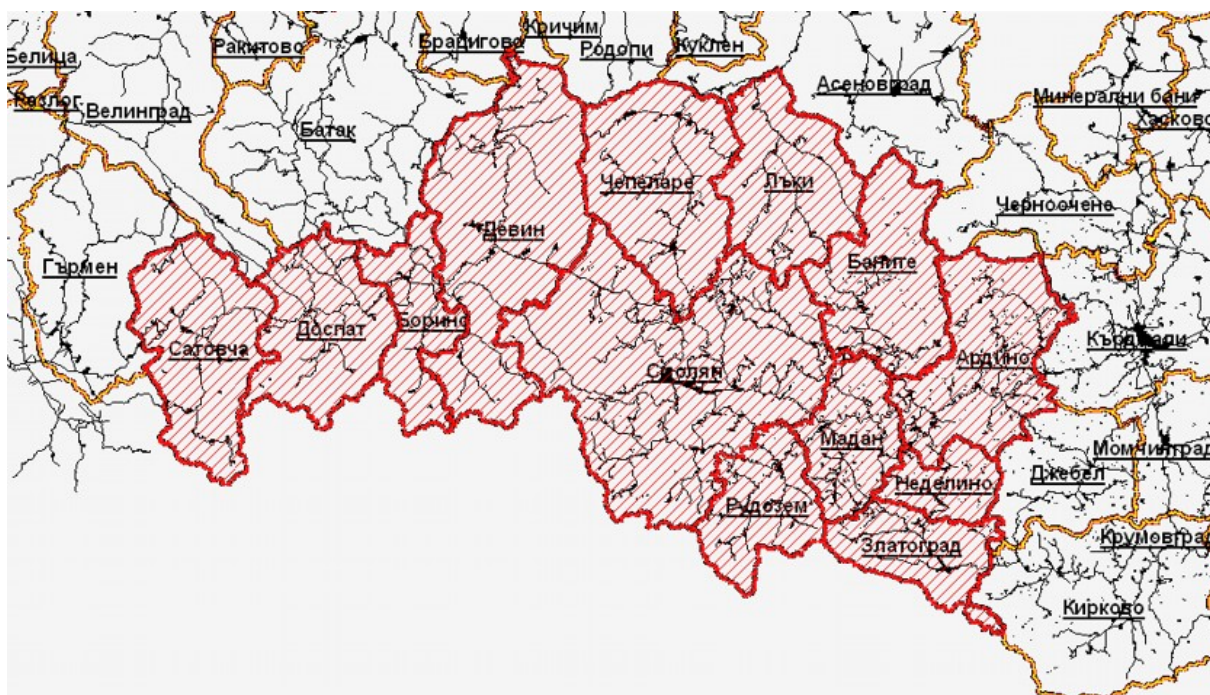 Кричим
Брацигово
Родопи
Куклен
Ракитово
Белица
Асеновград
Разлог
Велинград
Минерални бани
Хасково
Батак
Чепеларе
Лъки
Черноочене
Девин
Гърмен
Баните
Борино
Доспат
Сатовча
Кърджали
Ардино
Смолян
Мадан
Момчилград
Джебел
Неделино
Рудозем
Златоград
Крумовград
Кирково